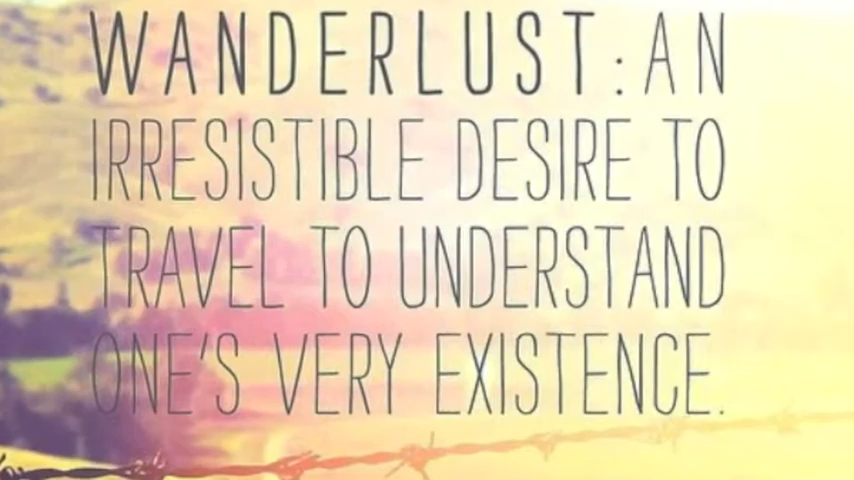 WANDERLUST: AN
IRRESISTIBLE DESIRE TO
TRAVEL TO UNDERSTAND
ONE'S VERY EXISTENCE.